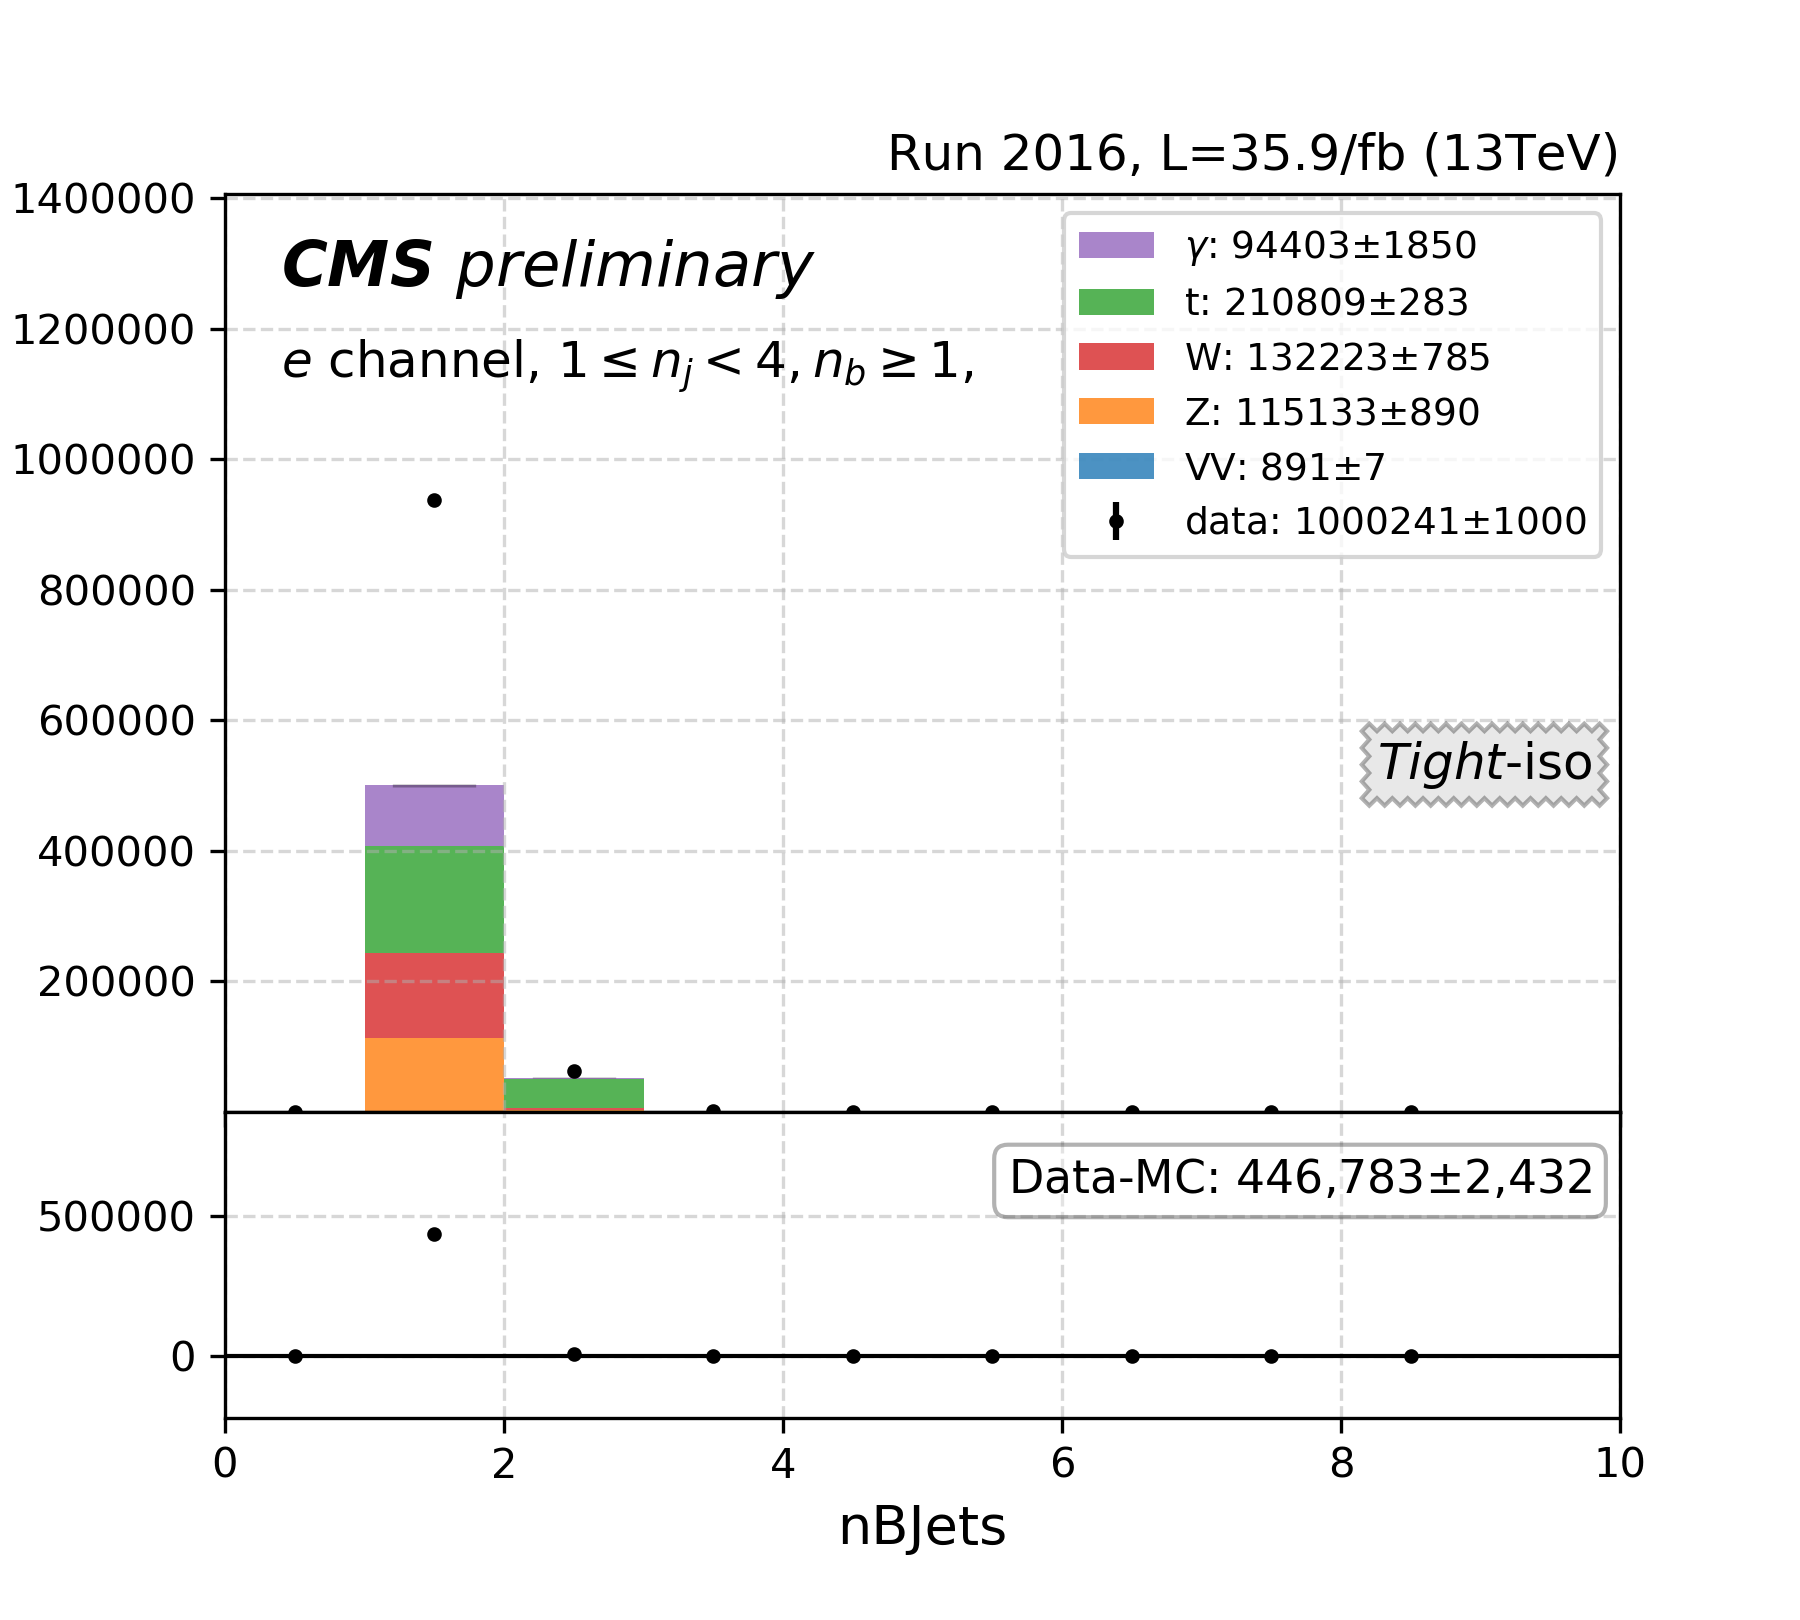 Run 2016, L=35.9/fb (13TeV)
1400000
CMS preliminary
γ: 94403±1850
t: 210809±283
1200000
e channel, 1 ≤ n_j < 4, n_b ≥ 1,
W: 132223±785
Z: 115133±890
1000000
VV: 891±7
data: 1000241±1000
800000
600000
Tight-iso
400000
200000
Data-MC: 446,783±2,432
500000
0
0 2 4 6 8 10
nBJets